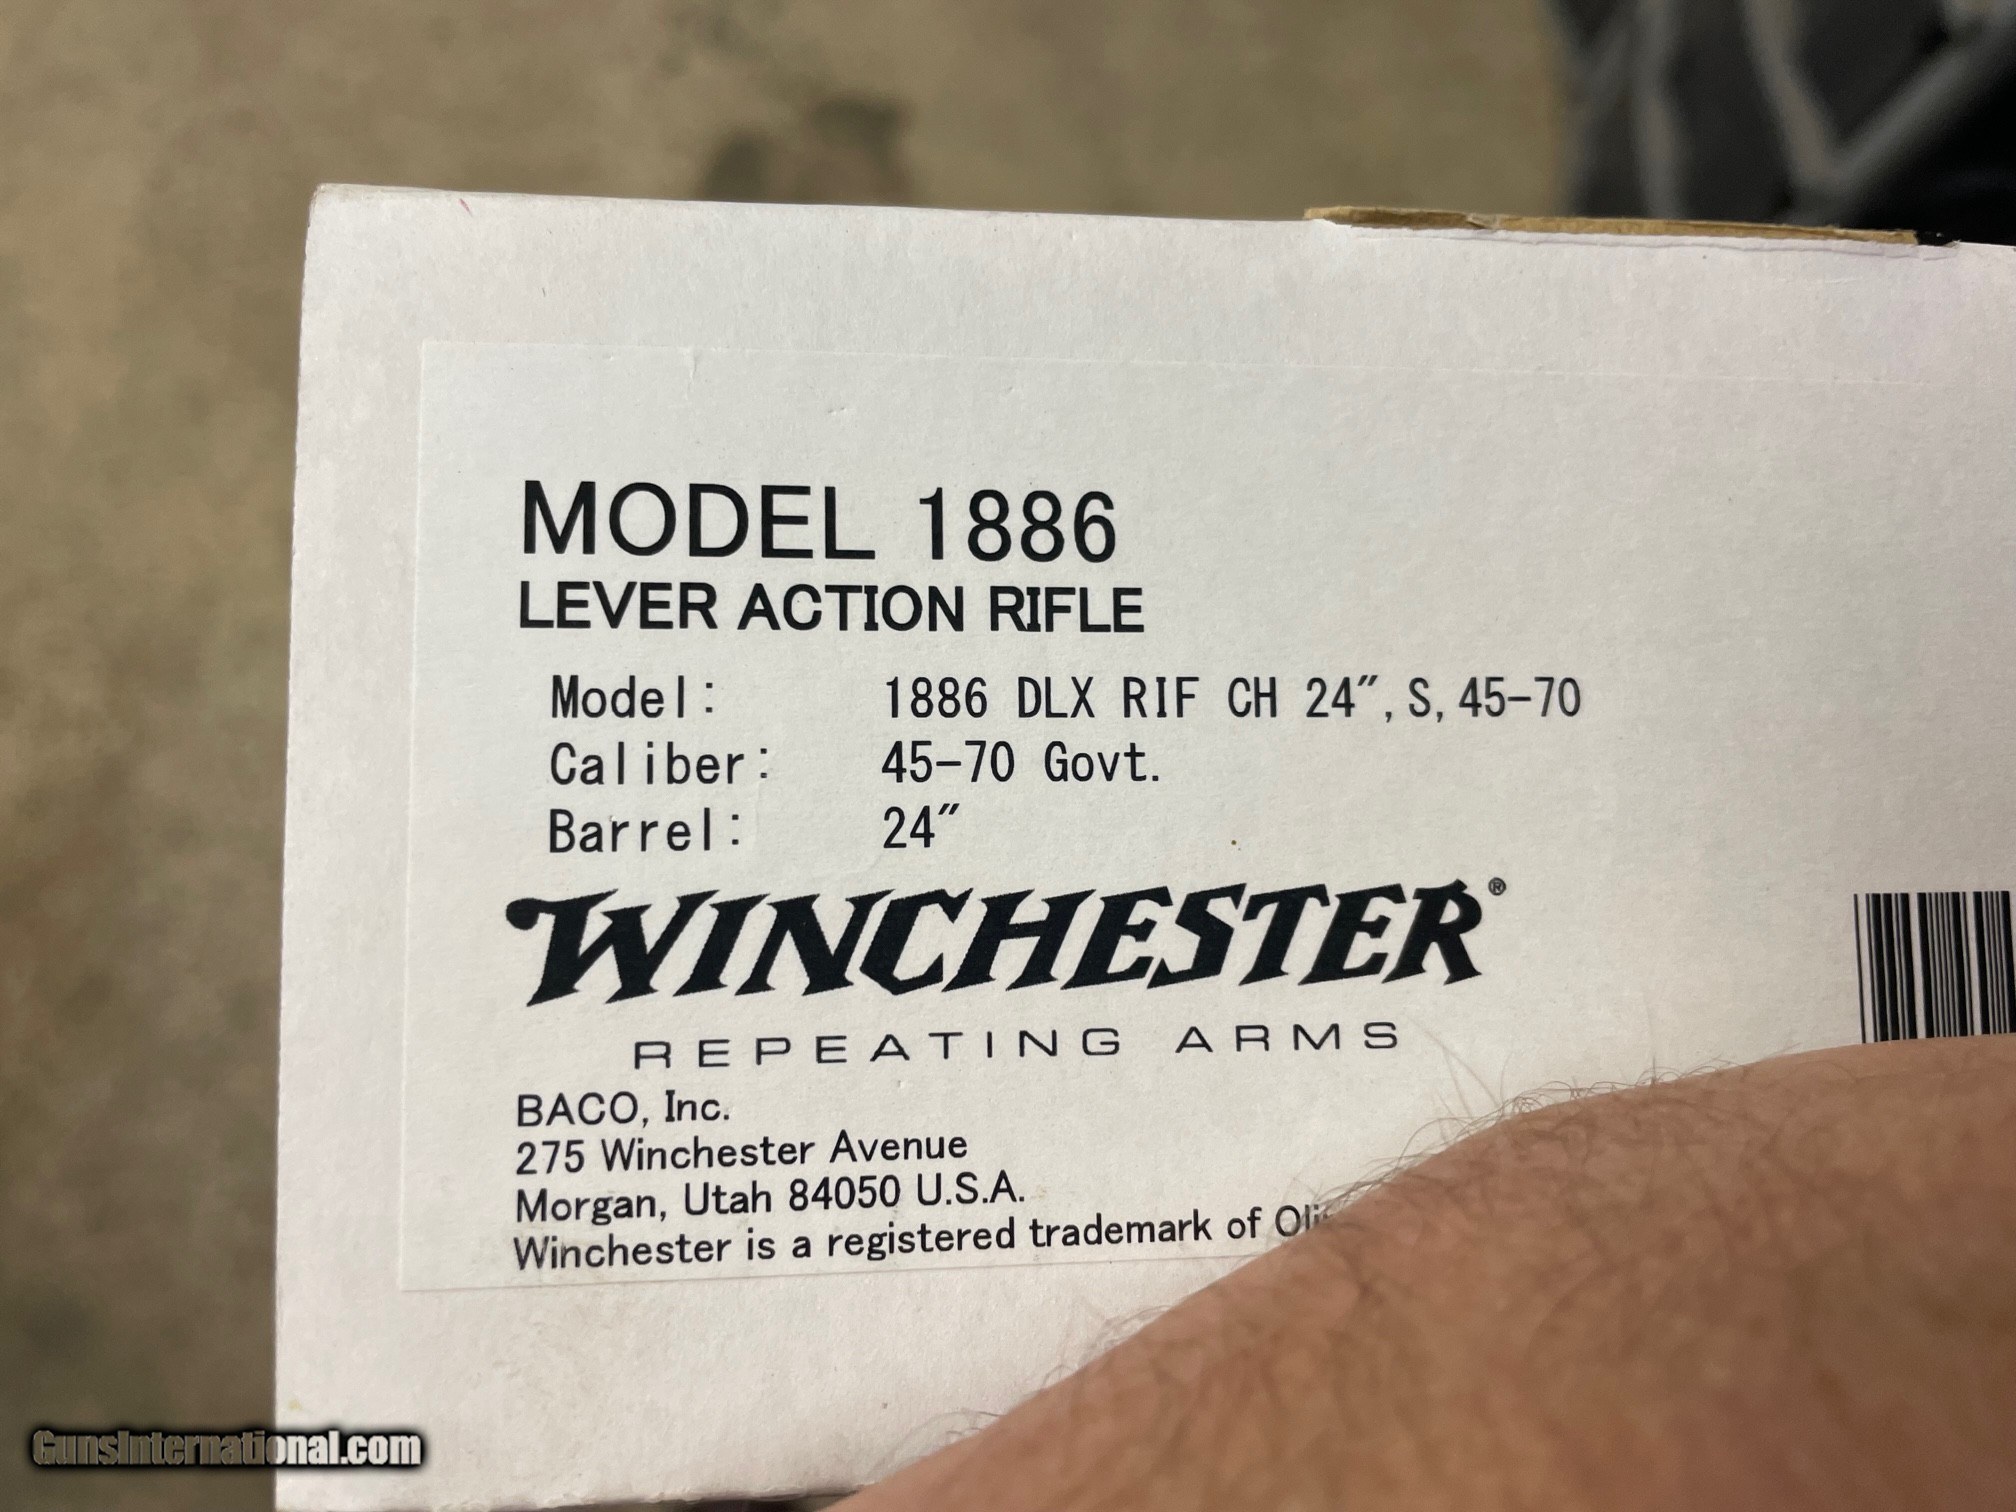 MODEL 1886
LEVER ACTION RIFLE
Model: 1886 DLX RIF CH 24", S, 45-70
Caliber: 45-70 Govt.
Barrel: 24"
WINCHESTER®
REPEATING ARMS
BACO, Inc.
275 Winchester Avenue
Morgan, Utah 84050 U.S.A.
Winchester is a registered trademark of
GunsInternational.com